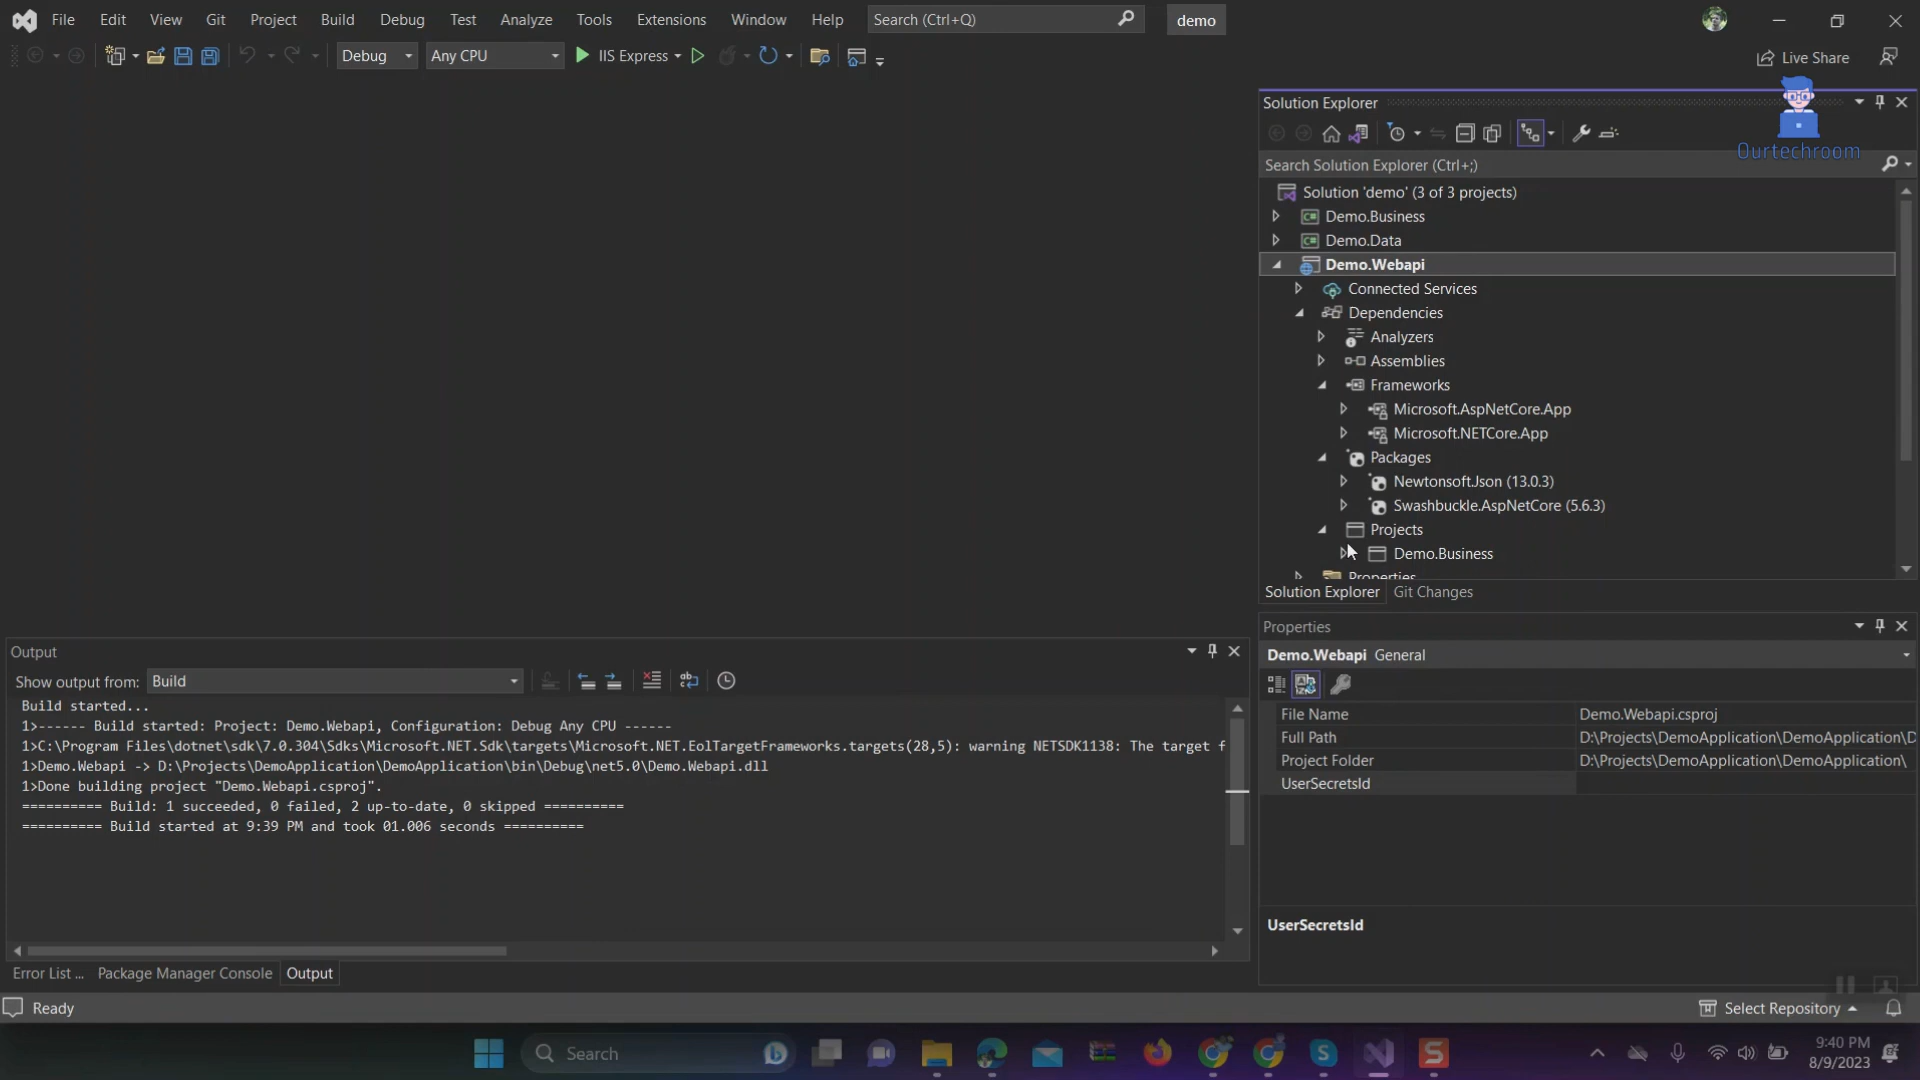 File Edit View Git Project Build Debug Test Analyze Tools Extensions Window Help Search (Ctrl+Q) demo
Debug Any CPU IIS Express Live Share
Solution Explorer
Ourtechroom
Search Solution Explorer (Ctrl+;)
Solution 'demo' (3 of 3 projects)
C# Demo.Business
C# Demo.Data
Demo.Webapi
Connected Services
Dependencies
Analyzers
Assemblies
Frameworks
Microsoft.AspNetCore.App
Microsoft.NETCore.App
Packages
Newtonsoft.Json (13.0.3)
Swashbuckle.AspNetCore (5.6.3)
Projects
Demo.Business
Properties
Solution Explorer Git Changes
Properties
Demo.Webapi General
File Name Demo.Webapi.csproj
Full Path D:\Projects\DemoApplication\DemoApplication\D
Project Folder D:\Projects\DemoApplication\DemoApplication\
UserSecretsId
UserSecretsId
Output
Show output from: Build
Build started...
1>------ Build started: Project: Demo.Webapi, Configuration: Debug Any CPU ------
1>C:\Program Files\dotnet\sdk\7.0.304\Sdks\Microsoft.NET.Sdk\targets\Microsoft.NET.EolTargetFrameworks.targets(28,5): warning NETSDK1138: The target f
1>Demo.Webapi -> D:\Projects\DemoApplication\DemoApplication\bin\Debug\net5.0\Demo.Webapi.dll
1>Done building project "Demo.Webapi.csproj".
========== Build: 1 succeeded, 0 failed, 2 up-to-date, 0 skipped ==========
========== Build started at 9:39 PM and took 01.006 seconds ==========
Error List ... Package Manager Console Output
Ready Select Repository
Search 9:40 PM
8/9/2023